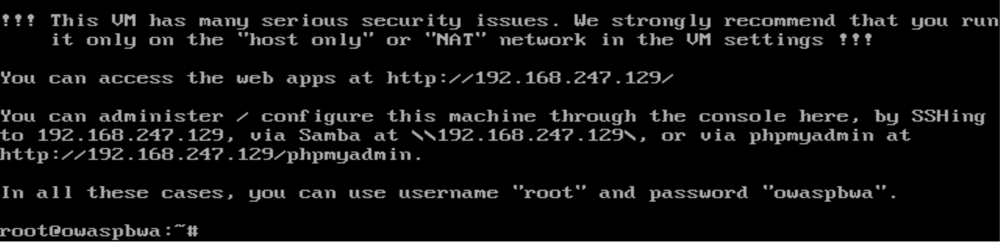 !!! This VM has many serious security issues. We strongly recommend that you run
it only on the "host only" or "NAT" network in the VM settings !!!
You can access the web apps at http://192.168.247.129/
You can administer / configure this machine through the console here, by SSHing
to 192.168.247.129, via Samba at \\192.168.247.129\, or via phpmyadmin at
http://192.168.247.129/phpmyadmin.
In all these cases, you can use username "root" and password "owaspbwa".
root@owaspbwa:~#